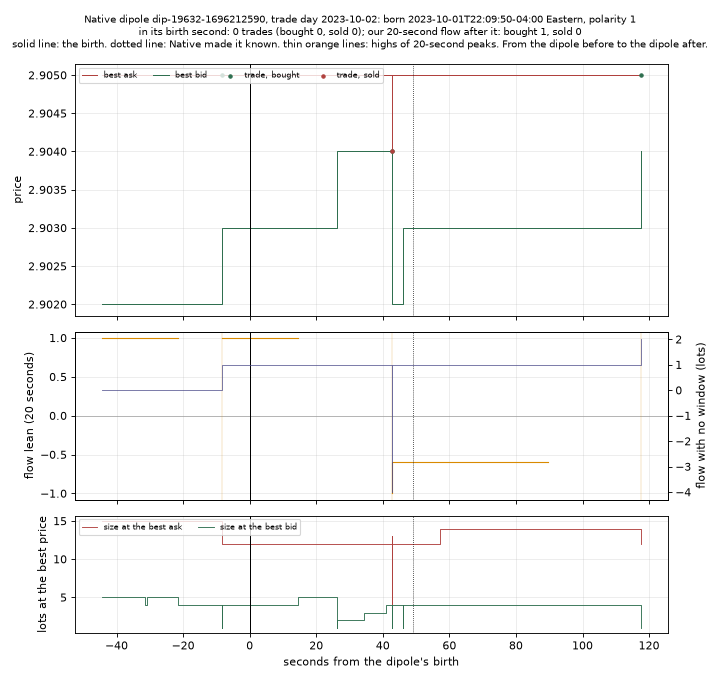 Native dipole dip-19632-1696212590, trade day 2023-10-02: born 2023-10-01T22:09:50-04:00 Eastern, polarity 1
in its birth second: 0 trades (bought 0, sold 0); our 20-second flow after it: bought 1, sold 0
solid line: the birth. dotted line: Native made it known. thin orange lines: highs of 20-second peaks. From the dipole before to the dipole after.
best ask best bid trade, bought trade, sold
2.9050
2.9045
2.9040
2.9035
2.9030
2.9025
2.9020
price
1.0
0.5
0.0
−0.5
−1.0
flow lean (20 seconds)
2
1
0
−1
−2
−3
−4
flow with no window (lots)
size at the best ask size at the best bid
15
10
5
lots at the best price
−40 −20 0 20 40 60 80 100 120
seconds from the dipole's birth